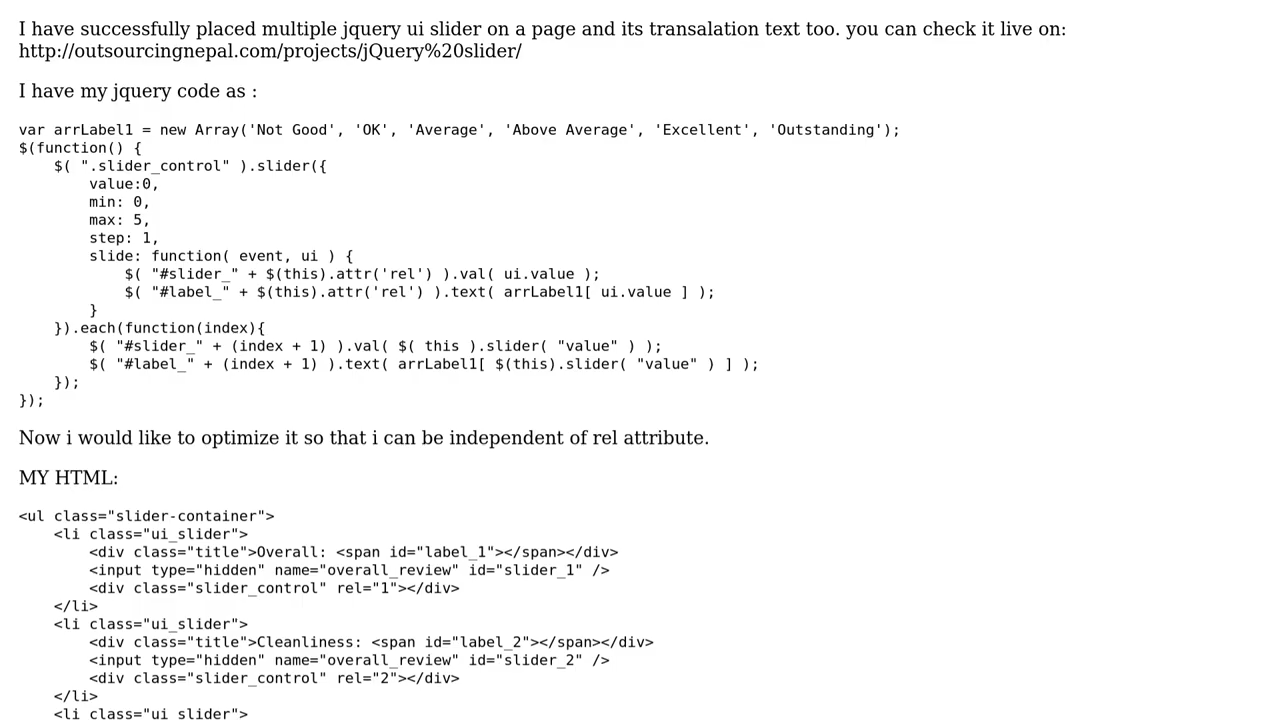 I have successfully placed multiple jquery ui slider on a page and its transalation text too. you can check it live on:
http://outsourcingnepal.com/projects/jQuery%20slider/
I have my jquery code as :
var arrLabel1 = new Array('Not Good', 'OK', 'Average', 'Above Average', 'Excellent', 'Outstanding');
$(function() {
    $( ".slider_control" ).slider({
        value:0,
        min: 0,
        max: 5,
        step: 1,
        slide: function( event, ui ) {
            $( "#slider_" + $(this).attr('rel') ).val( ui.value );
            $( "#label_" + $(this).attr('rel') ).text( arrLabel1[ ui.value ] );
        }
    }).each(function(index){
        $( "#slider_" + (index + 1) ).val( $( this ).slider( "value" ) );
        $( "#label_" + (index + 1) ).text( arrLabel1[ $(this).slider( "value" ) ] );
    });
});
Now i would like to optimize it so that i can be independent of rel attribute.
MY HTML:
<ul class="slider-container">
    <li class="ui_slider">
        <div class="title">Overall: <span id="label_1"></span></div>
        <input type="hidden" name="overall_review" id="slider_1" />
        <div class="slider_control" rel="1"></div>
    </li>
    <li class="ui_slider">
        <div class="title">Cleanliness: <span id="label_2"></span></div>
        <input type="hidden" name="overall_review" id="slider_2" />
        <div class="slider_control" rel="2"></div>
    </li>
    <li class="ui_slider">